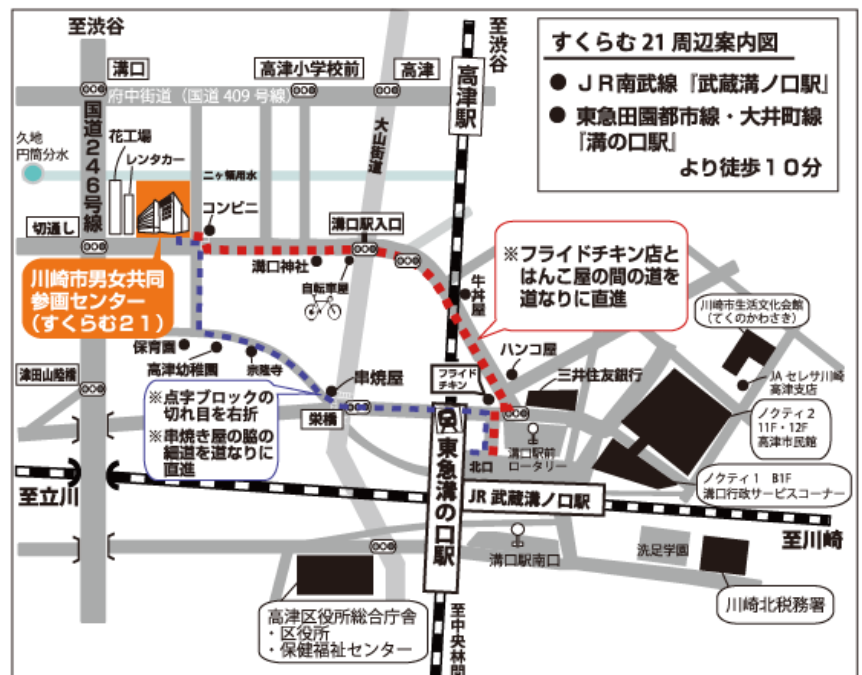 至渋谷
溝口
高津小学校前
高津
至渋谷
府中街道（国道409号線）
国道246号線
高津駅
大山街道
すくらむ21周辺案内図
● ＪＲ南武線『武蔵溝ノ口駅』
● 東急田園都市線・大井町線
『溝の口駅』
より徒歩１０分
久地
円筒分水
花工場
レンタカー
二ヶ領用水
コンビニ
切通し
溝口駅入口
溝口神社
自転車屋
川崎市男女共同
参画センター
（すくらむ２１）
※フライドチキン店と
はんこ屋の間の道を
道なりに直進
牛丼屋
川崎市生活文化会館
（てくのかわさき）
保育園
高津幼稚園
宗隆寺
津田山陸橋
※点字ブロックの
切れ目を右折
※串焼き屋の脇の
細道を道なりに
直進
串焼屋
栄橋
フライド
チキン
ハンコ屋
三井住友銀行
JA セレサ川崎
高津支店
ノクティ２
11F・12F
高津市民館
溝口駅前
ロータリー
北口
ノクティ１　B1F
溝口行政サービスコーナー
至立川
東急溝の口駅
JR 武蔵溝ノ口駅
至川崎
溝口駅南口
洗足学園
川崎北税務署
高津区役所総合庁舎
・区役所
・保健福祉センター
至中央林間